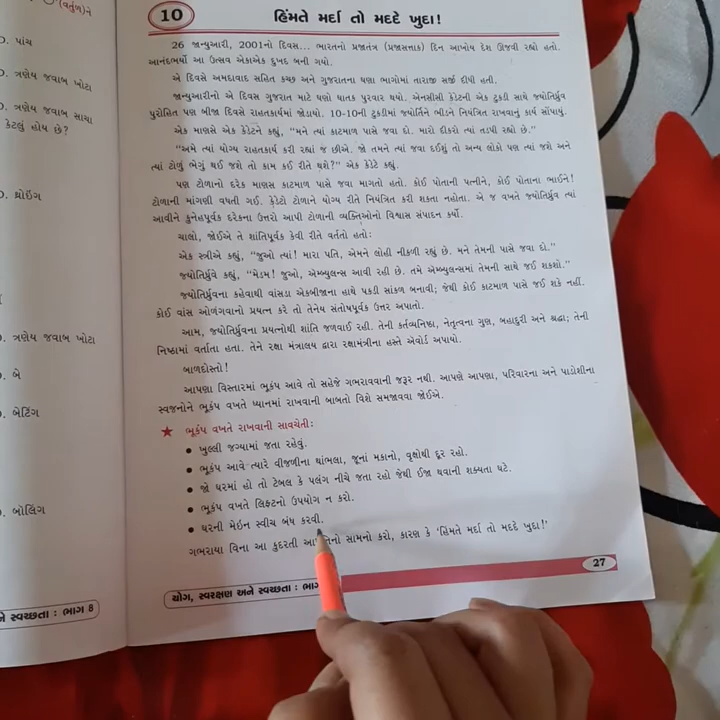 (વર્તુળ)ને
D. પાંચ
D. ત્રણેય જવાબ ખોટા
D. ત્રણેય જવાબ સાચા
કેટલું હોય છે?
D. થ્રોઈંગ
D. ત્રણેય જવાબ ખોટા
D. બે
D. બેટિંગ
D. બોલિંગ
અને સ્વચ્છતા : ભાગ 8
10
હિંમતે મર્દા તો મદદે ખુદા!
26 જાન્યુઆરી, 2001નો દિવસ... ભારતનો પ્રજાતંત્ર (પ્રજાસત્તાક) દિન આખોય દેશ ઊજવી રહ્યો હતો.
આનંદભર્યો આ ઉત્સવ એકાએક દુઃખદ બની ગયો.
એ દિવસે અમદાવાદ સહિત કચ્છ અને ગુજરાતના ઘણા ભાગોમાં તારાજી સર્જી દીધી હતી.
જાન્યુઆરીનો એ દિવસ ગુજરાત માટે ઘણો ઘાતક પુરવાર થયો. એનસીસી કેડેટની એક ટુકડી સાથે જ્યોતિર્ધ્રુવ
પુરોહિત પણ બીજા દિવસે રાહતકાર્યમાં જોડાયો. 10-10ની ટુકડીમાં જ્યોતિને ભીડને નિયંત્રિત રાખવાનું કાર્ય સોંપાયું.
એક માણસે એક કેડેટને કહ્યું, “મને ત્યાં કાટમાળ પાસે જવા દો. મારો દીકરો ત્યાં તડપી રહ્યો છે.”
“અમે ત્યાં યોગ્ય રાહતકાર્ય કરી રહ્યાં જ છીએ. જો તમને ત્યાં જવા દઈશું તો અન્ય લોકો પણ ત્યાં જશે અને
ત્યાં ટોળું ભેગું થઈ જશે તો કામ કઈ રીતે થશે?” એક કેડેટે કહ્યું.
પણ ટોળાનો દરેક માણસ કાટમાળ પાસે જવા માગતો હતો. કોઈ પોતાની પત્નીને, કોઈ પોતાના ભાઈને!
ટોળાની માંગણી વધતી ગઈ. કેડેટો ટોળાને યોગ્ય રીતે નિયંત્રિત કરી શકતા નહોતા. એ જ વખતે જ્યોતિર્ધ્રુવ ત્યાં
આવીને કુનેહપૂર્વક દરેકના ઉત્તરો આપી ટોળાની વ્યક્તિઓનો વિશ્વાસ સંપાદન કર્યો.
ચાલો, જોઈએ તે શાંતિપૂર્વક કેવી રીતે વર્તતો હતો:
એક સ્ત્રીએ કહ્યું, “જુઓ ત્યાં! મારા પતિ, એમને લોહી નીકળી રહ્યું છે. મને તેમની પાસે જવા દો.”
જ્યોતિર્ધ્રુવે કહ્યું, “મેડમ! જુઓ, એમ્બ્યુલન્સ આવી રહી છે. તમે એમ્બ્યુલન્સમાં તેમની સાથે જઈ શકશો.”
જ્યોતિર્ધ્રુવના કહેવાથી વાંસડા એકબીજાના હાથે પકડી સાંકળ બનાવી; જેથી કોઈ કાટમાળ પાસે જઈ શકે નહીં.
કોઈ વાંસ ઓળંગવાનો પ્રયત્ન કરે તો તેનેય સંતોષપૂર્વક ઉત્તર અપાતો.
આમ, જ્યોતિર્ધ્રુવના પ્રયત્નોથી શાંતિ જળવાઈ રહી. તેની કર્તવ્યનિષ્ઠા, નેતૃત્વના ગુણ, બહાદુરી અને શ્રદ્ધા; તેની
નિષ્ઠામાં વર્તાતા હતા. તેને રક્ષા મંત્રાલય દ્વારા રક્ષામંત્રીના હસ્તે એવોર્ડ અપાયો.
બાળદોસ્તો!
આપણા વિસ્તારમાં ભૂકંપ આવે તો સહેજે ગભરાવવાની જરૂર નથી. આપણે આપણા, પરિવારના અને પાડોશીના
સ્વજનોને ભૂકંપ વખતે ધ્યાનમાં રાખવાની બાબતો વિશે સમજાવવા જોઈએ.
★ ભૂકંપ વખતે રાખવાની સાવચેતી:
• ખુલ્લી જગ્યામાં જતા રહેવું.
• ભૂકંપ આવે ત્યારે વીજળીના થાંભલા, જૂનાં મકાનો, વૃક્ષોથી દૂર રહો.
• જો ઘરમાં હો તો ટેબલ કે પલંગ નીચે જતા રહો જેથી ઈજા થવાની શક્યતા ઘટે.
• ભૂકંપ વખતે લિફ્ટનો ઉપયોગ ન કરો.
• ઘરની મેઇન સ્વીચ બંધ કરવી.
ગભરાયા વિના આ કુદરતી સામનો કરો, કારણ કે ‘હિંમતે મર્દા તો મદદે ખુદા!’
યોગ, સ્વરક્ષણ અને સ્વચ્છતા : ભાગ
27